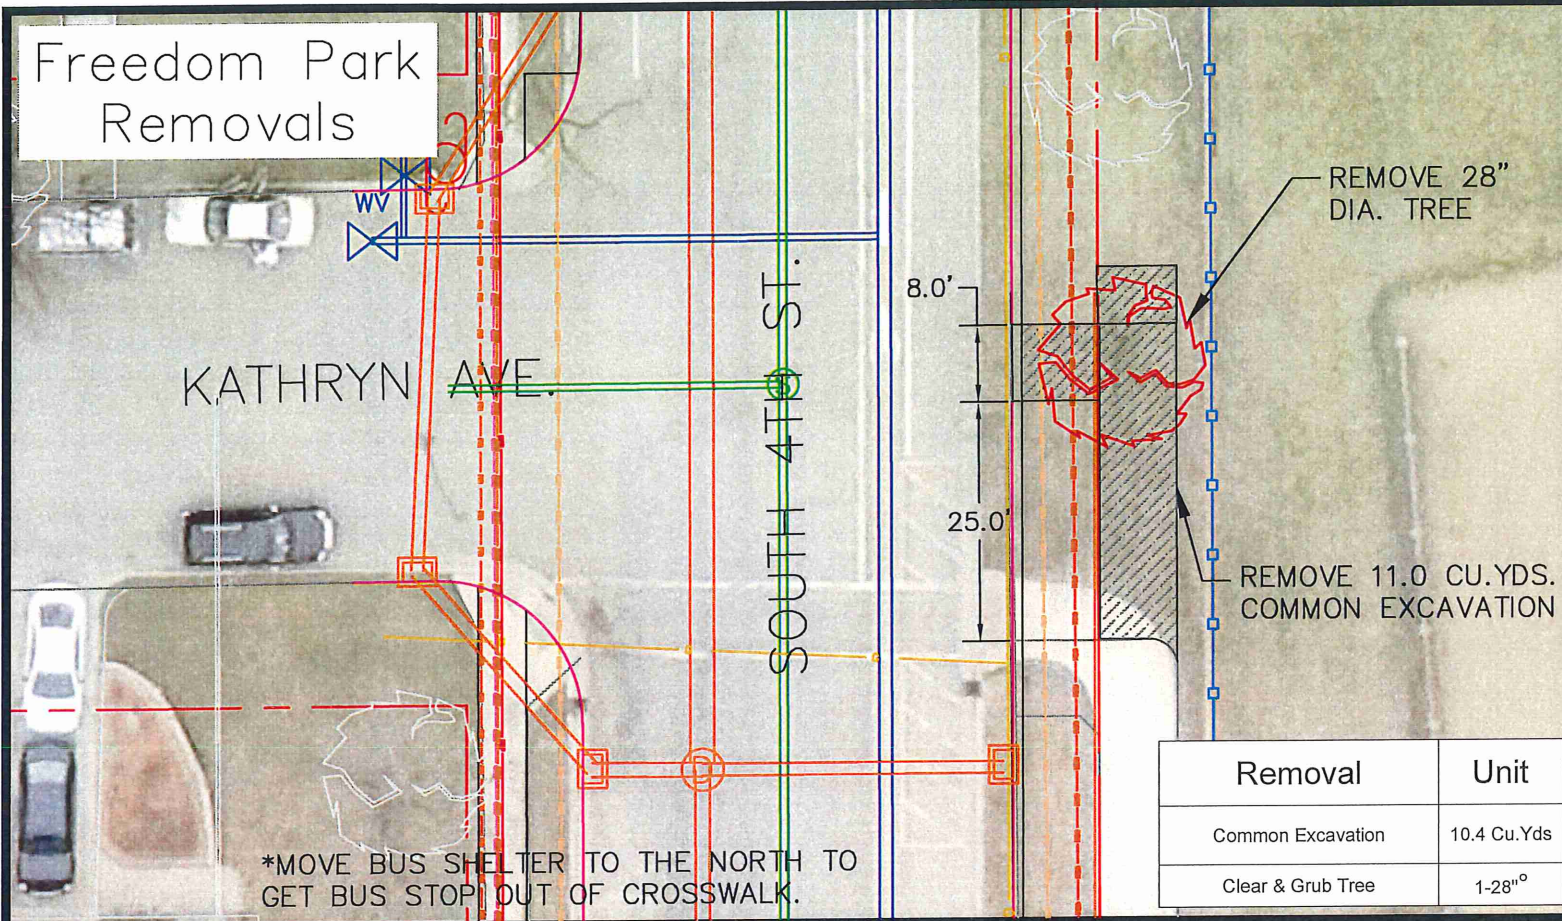 Freedom Park
Removals
WV
KATHRYN AVE.
SOUTH 4TH ST.
S
8.0'
25.0'
REMOVE 28"
DIA. TREE
REMOVE 11.0 CU.YDS.
COMMON EXCAVATION
D
G
G
*MOVE BUS SHELTER TO THE NORTH TO
GET BUS STOP OUT OF CROSSWALK.
Removal Unit
Common Excavation 10.4 Cu.Yds
Clear & Grub Tree 1-28"°